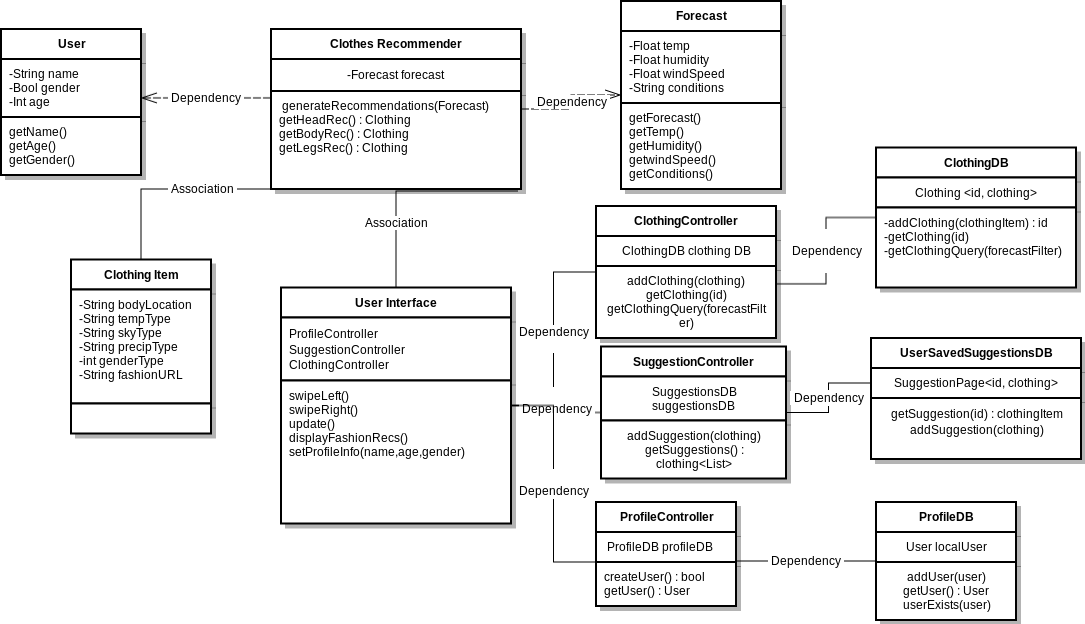 User
-String name
-Bool gender
-Int age
getName()
getAge()
getGender()
Dependency
Clothes Recommender
-Forecast forecast
generateRecommendations(Forecast)
getHeadRec() : Clothing
getBodyRec() : Clothing
getLegsRec() : Clothing
Dependency
Forecast
-Float temp
-Float humidity
-Float windSpeed
-String conditions
getForecast()
getTemp()
getHumidity()
getwindSpeed()
getConditions()
Association
Association
Clothing Item
-String bodyLocation
-String tempType
-String skyType
-String precipType
-int genderType
-String fashionURL
User Interface
ProfileController
SuggestionController
ClothingController
swipeLeft()
swipeRight()
update()
displayFashionRecs()
setProfileInfo(name,age,gender)
Dependency
Dependency
Dependency
ClothingController
ClothingDB clothing DB
addClothing(clothing)
getClothing(id)
getClothingQuery(forecastFilt
er)
Dependency
ClothingDB
Clothing <id, clothing>
-addClothing(clothingItem) : id
-getClothing(id)
-getClothingQuery(forecastFilter)
SuggestionController
SuggestionsDB
suggestionsDB
addSuggestion(clothing)
getSuggestions() :
clothing<List>
Dependency
UserSavedSuggestionsDB
SuggestionPage<id, clothing>
getSuggestion(id) : clothingItem
addSuggestion(clothing)
ProfileController
ProfileDB profileDB
createUser() : bool
getUser() : User
Dependency
ProfileDB
User localUser
addUser(user)
getUser() : User
userExists(user)